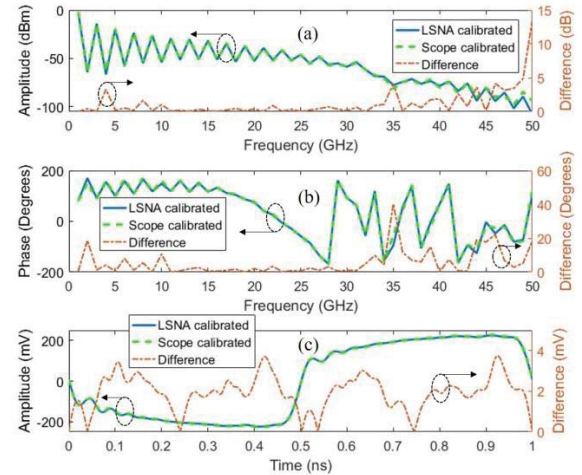 (a)
Amplitude (dBm)
0
-50
-100
LSNA calibrated
Scope calibrated
Difference
15
10
5
0
Difference (dB)
0 5 10 15 20 25 30 35 40 45 50
Frequency (GHz)
(b)
Phase (Degrees)
200
0
-200
LSNA calibrated
Scope calibrated
Difference
60
40
20
0
Difference (Degrees)
0 5 10 15 20 25 30 35 40 45 50
Frequency (GHz)
(c)
Amplitude (mV)
200
0
-200
LSNA calibrated
Scope calibrated
Difference
4
2
0
Difference (mV)
0 0.1 0.2 0.3 0.4 0.5 0.6 0.7 0.8 0.9 1
Time (ns)